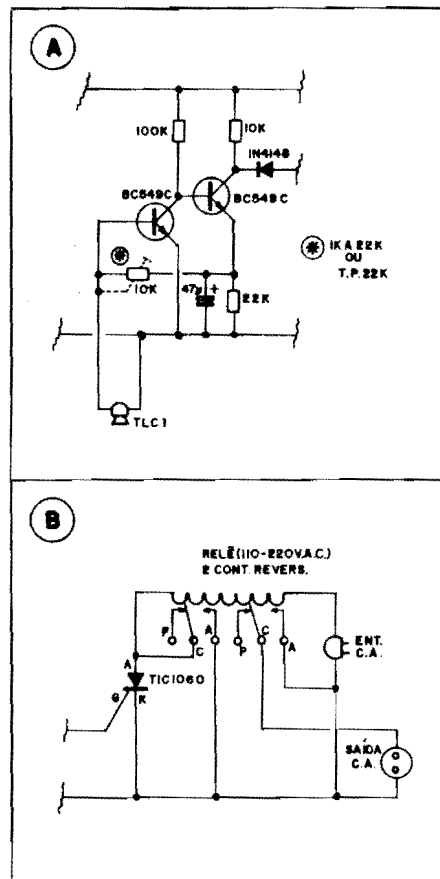 A
100K
10K
1N4148
BC549C
BC549C
1K A 22K
OU
T.P. 22K
10K
47µ
+
22K
TLC1
B
RELÊ (110-220V.A.C.)
2 CONT. REVERS.
F
C
A
P
C
A
ENT.
C.A.
A
TIC106D
G
K
SAÍDA
C.A.